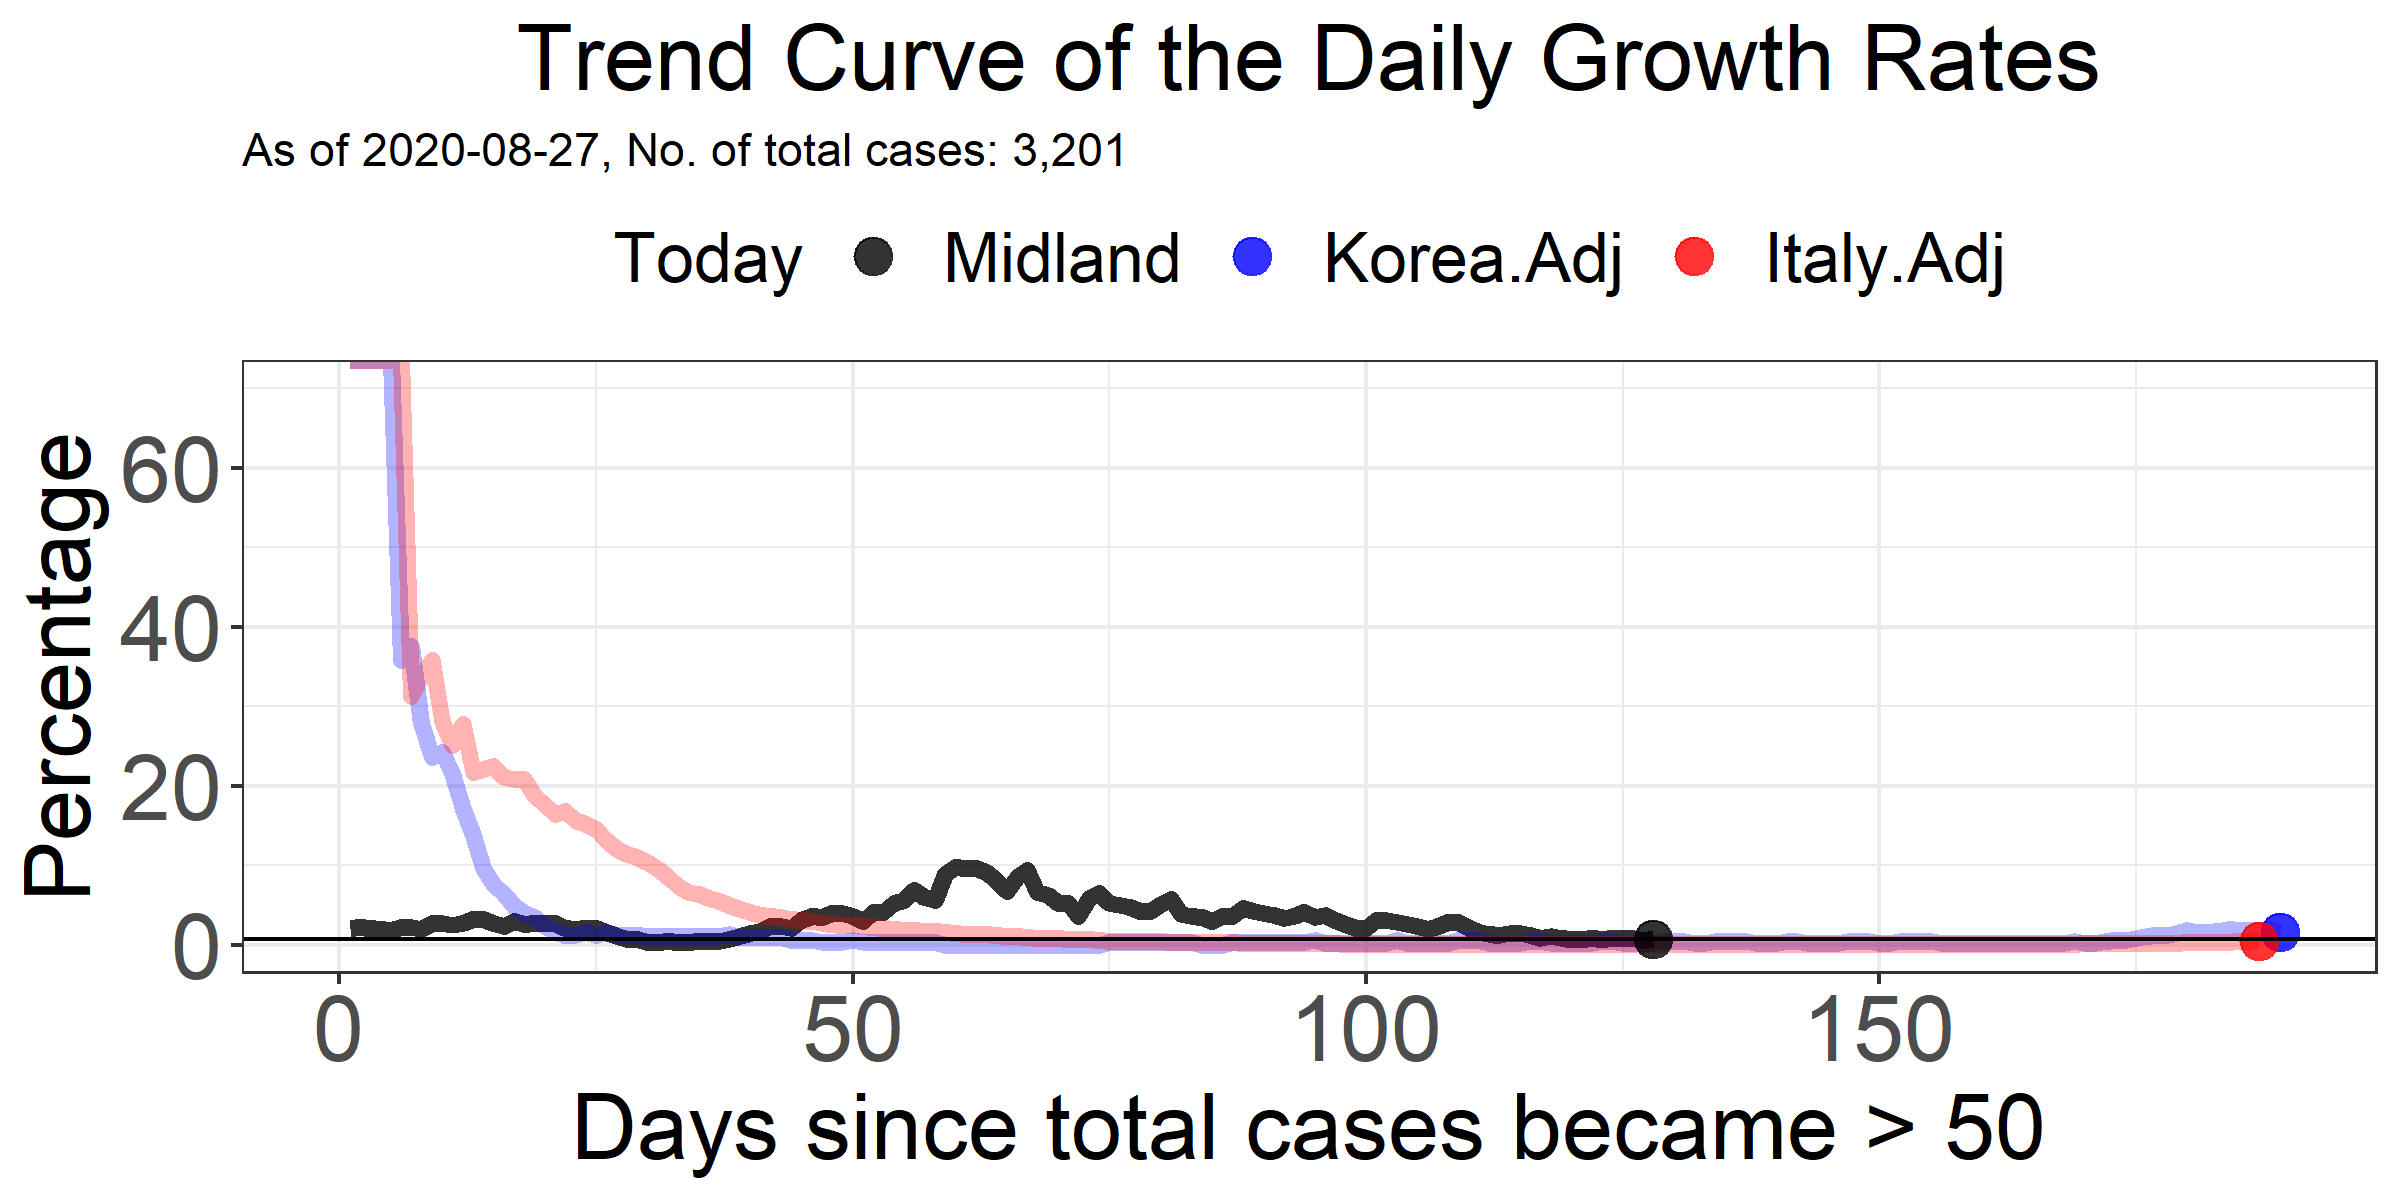 Trend Curve of the Daily Growth Rates
As of 2020-08-27, No. of total cases: 3,201
Today Midland Korea.Adj Italy.Adj
Percentage
60
40
20
0
0 50 100 150
Days since total cases became > 50